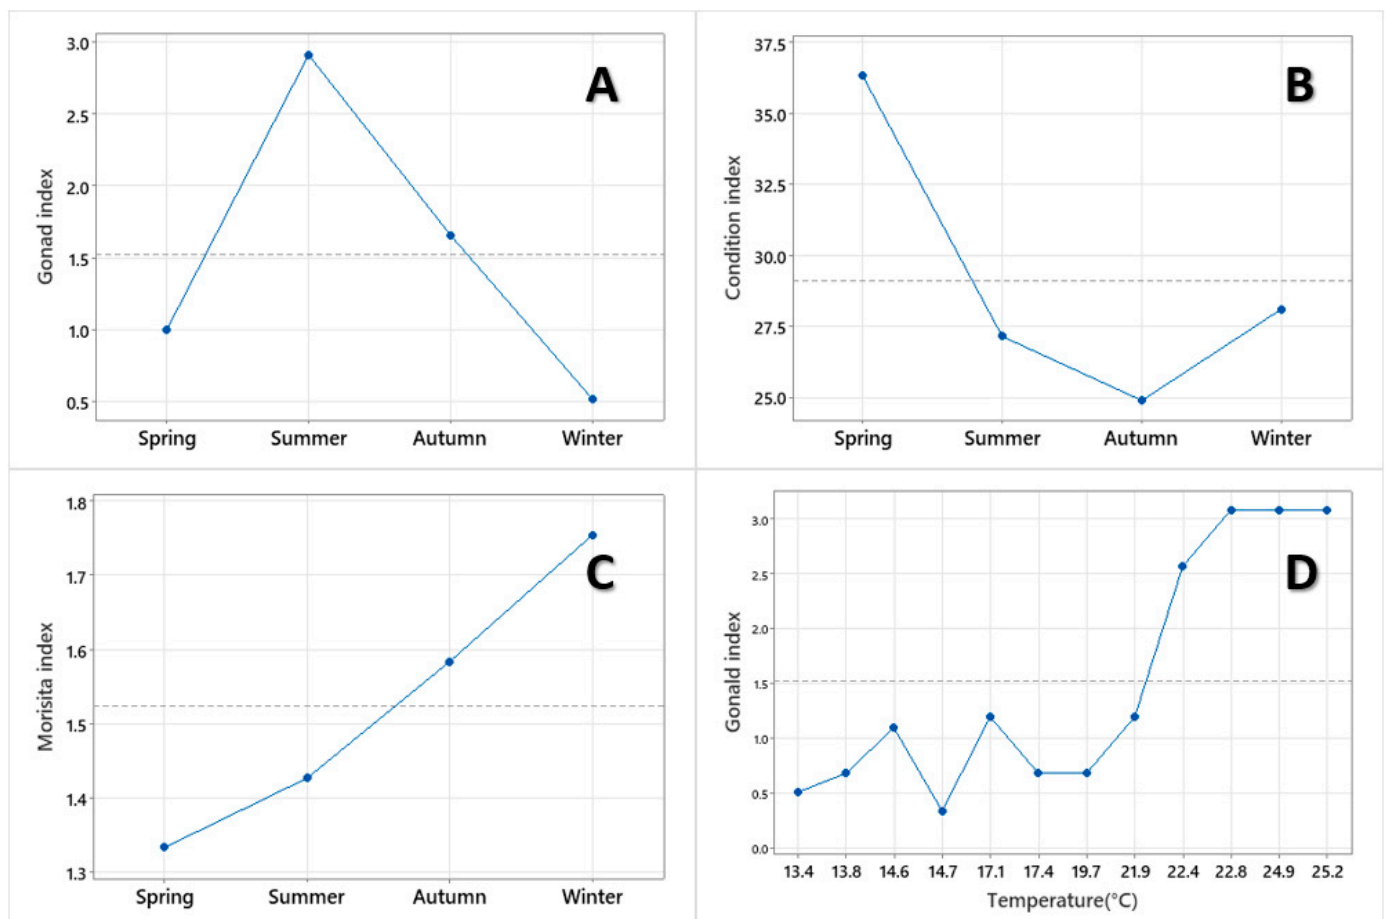 A
Gonad index
3.0
2.5
2.0
1.5
1.0
0.5
Spring Summer Autumn Winter
B
Condition index
37.5
35.0
32.5
30.0
27.5
25.0
Spring Summer Autumn Winter
C
Morisita index
1.8
1.7
1.6
1.5
1.4
1.3
Spring Summer Autumn Winter
D
Gonald index
3.0
2.5
2.0
1.5
1.0
0.5
0.0
13.4 13.8 14.6 14.7 17.1 17.4 19.7 21.9 22.4 22.8 24.9 25.2
Temperature(°C)